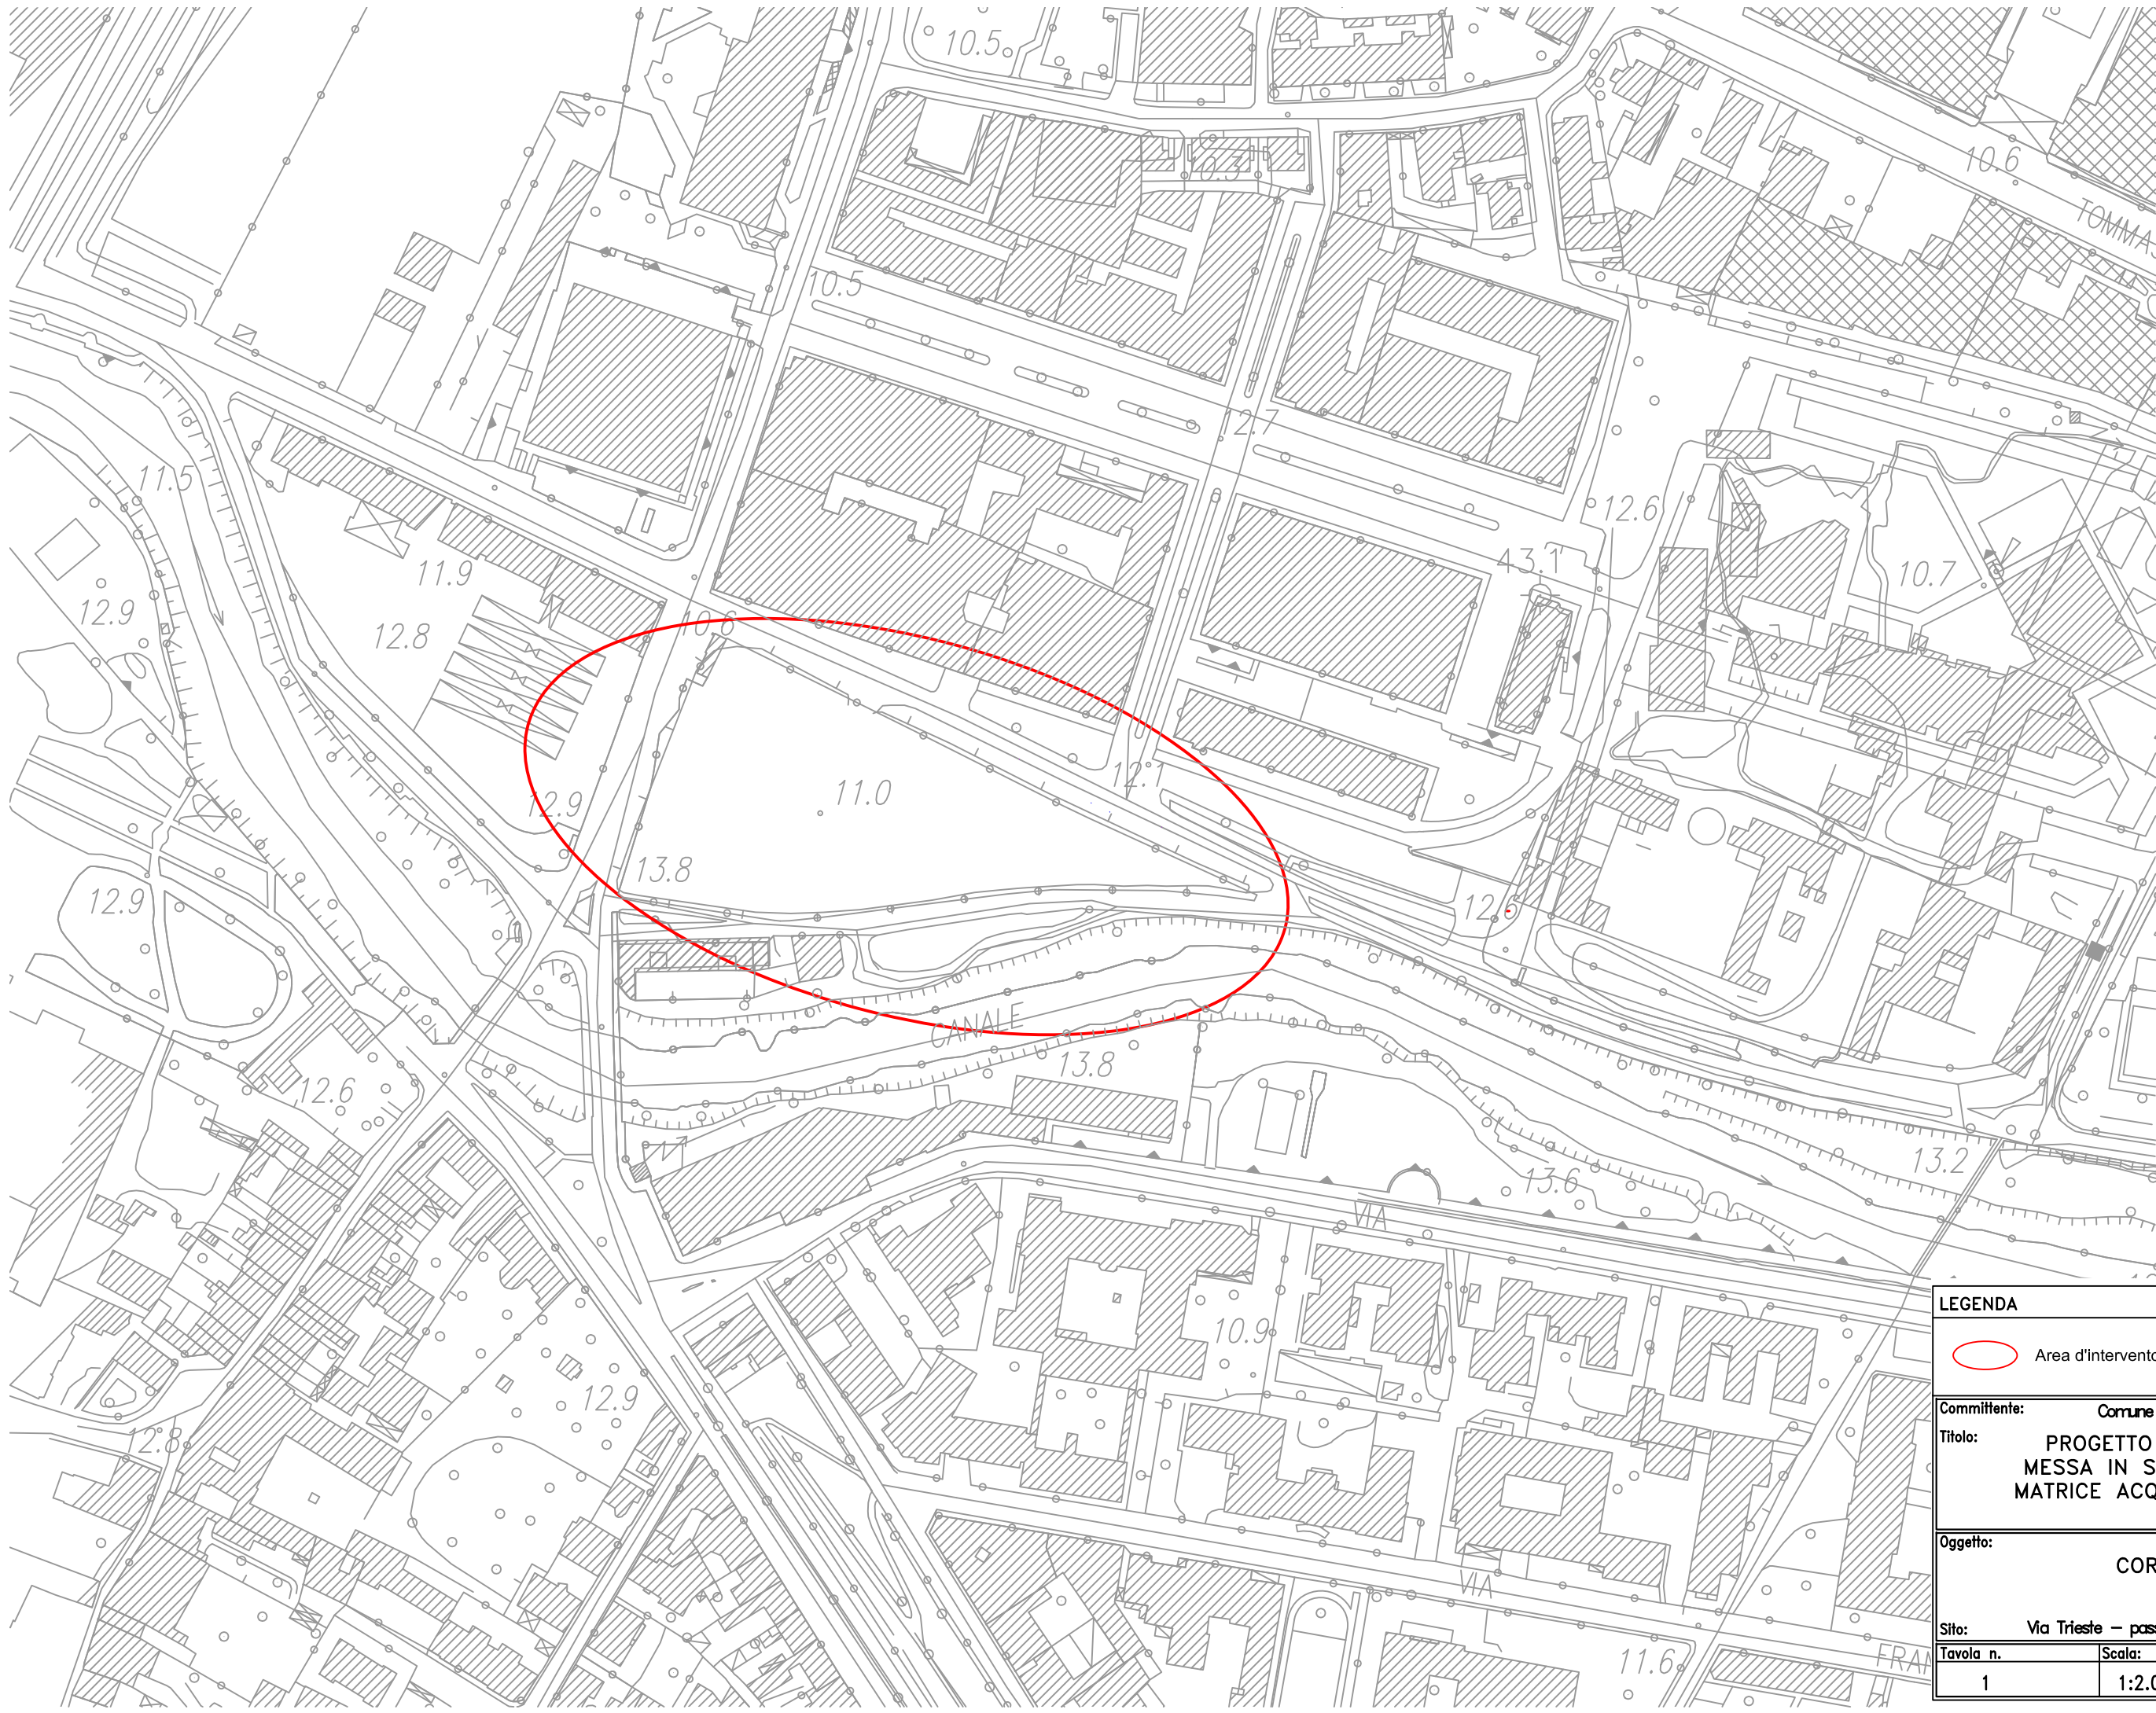 10.5
10.3
10.6
TOMMAS
10.5
12.7
11.5
12.6
43.1
11.9
10.7
12.9
12.8
10.6
12.1
11.0
12.9
13.8
12.9
12.6
CANALE
13.8
12.6
13.2
13.6
VIA
10.9
12.9
12.8
VIA
11.6
FRAN
LEGENDA
Area d'intervento
Committente: Comune
Titolo: PROGETTO
MESSA IN S
MATRICE ACQ
Oggetto:
COR
Sito: Via Trieste – pas
Tavola n. Scala:
1 1:2.0